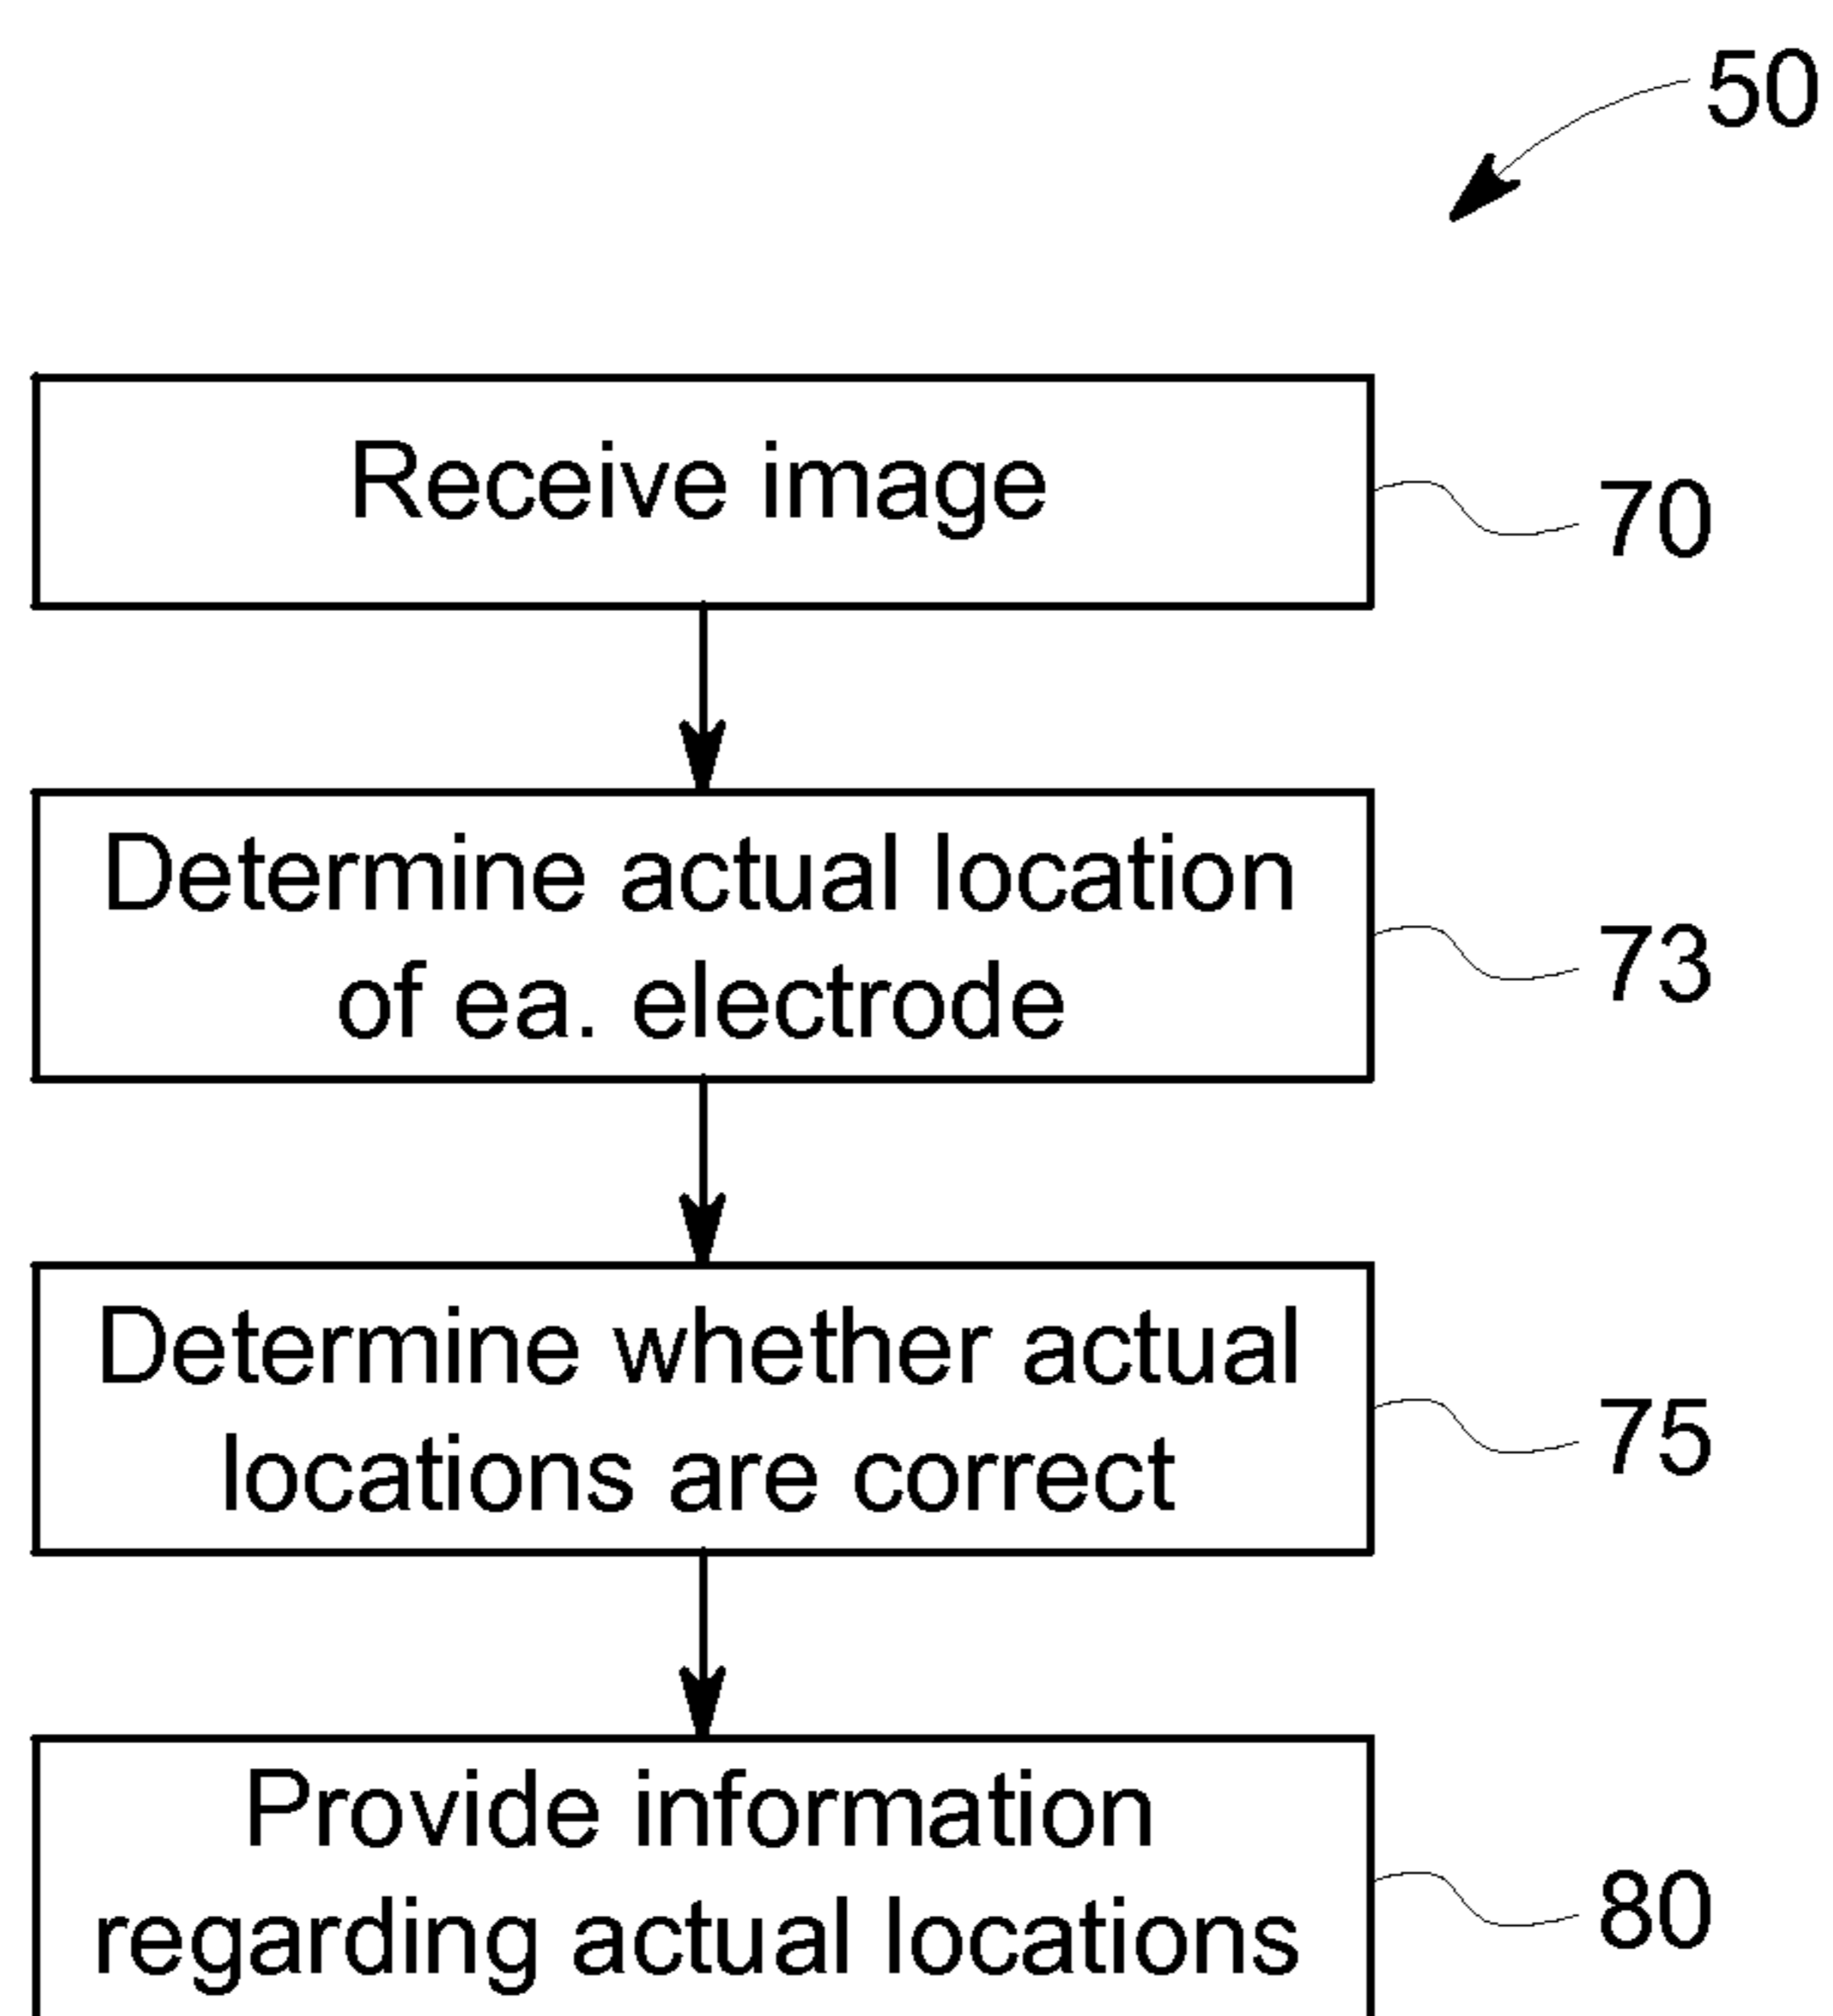 50
Receive image
70
Determine actual location
of ea. electrode
73
Determine whether actual
locations are correct
75
Provide information
regarding actual locations
80